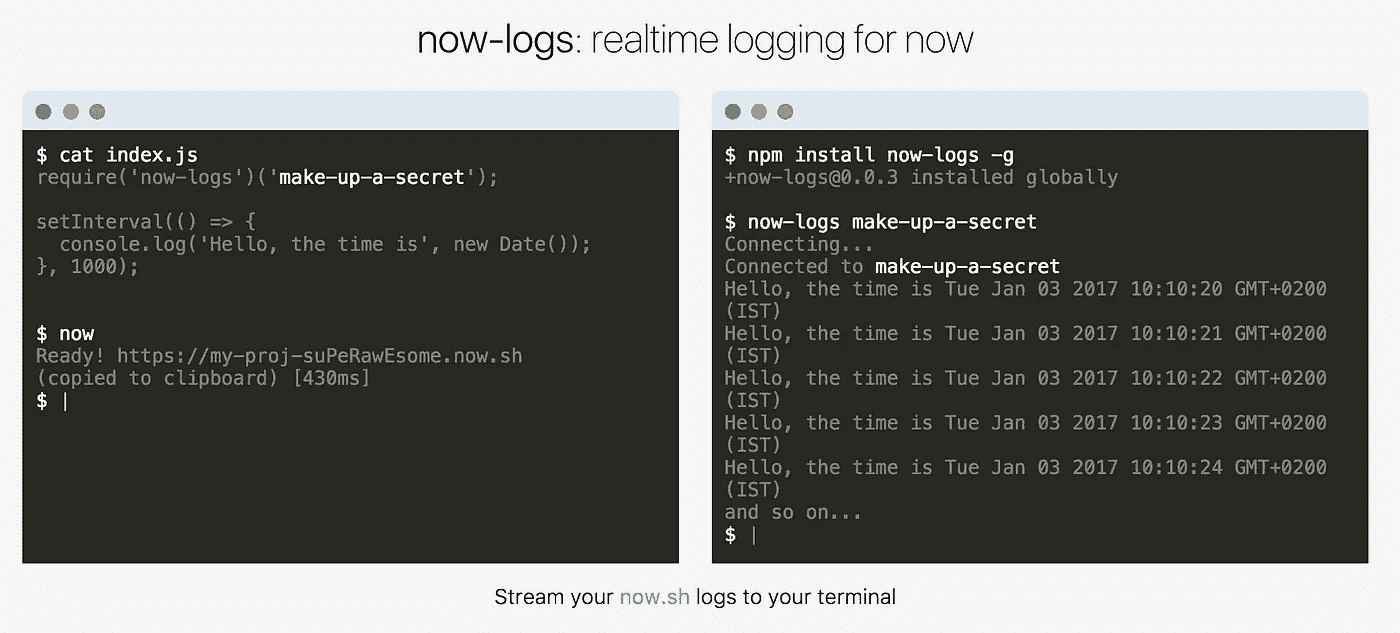 now-logs: realtime logging for now
$ cat index.js
require('now-logs')('make-up-a-secret');
setInterval(() => {
  console.log('Hello, the time is', new Date());
}, 1000);
$ now
Ready! https://my-proj-suPeRawEsome.now.sh
(copied to clipboard) [430ms]
$ |
$ npm install now-logs -g
+now-logs@0.0.3 installed globally
$ now-logs make-up-a-secret
Connecting...
Connected to make-up-a-secret
Hello, the time is Tue Jan 03 2017 10:10:20 GMT+0200
(IST)
Hello, the time is Tue Jan 03 2017 10:10:21 GMT+0200
(IST)
Hello, the time is Tue Jan 03 2017 10:10:22 GMT+0200
(IST)
Hello, the time is Tue Jan 03 2017 10:10:23 GMT+0200
(IST)
Hello, the time is Tue Jan 03 2017 10:10:24 GMT+0200
(IST)
and so on...
$ |
Stream your now.sh logs to your terminal